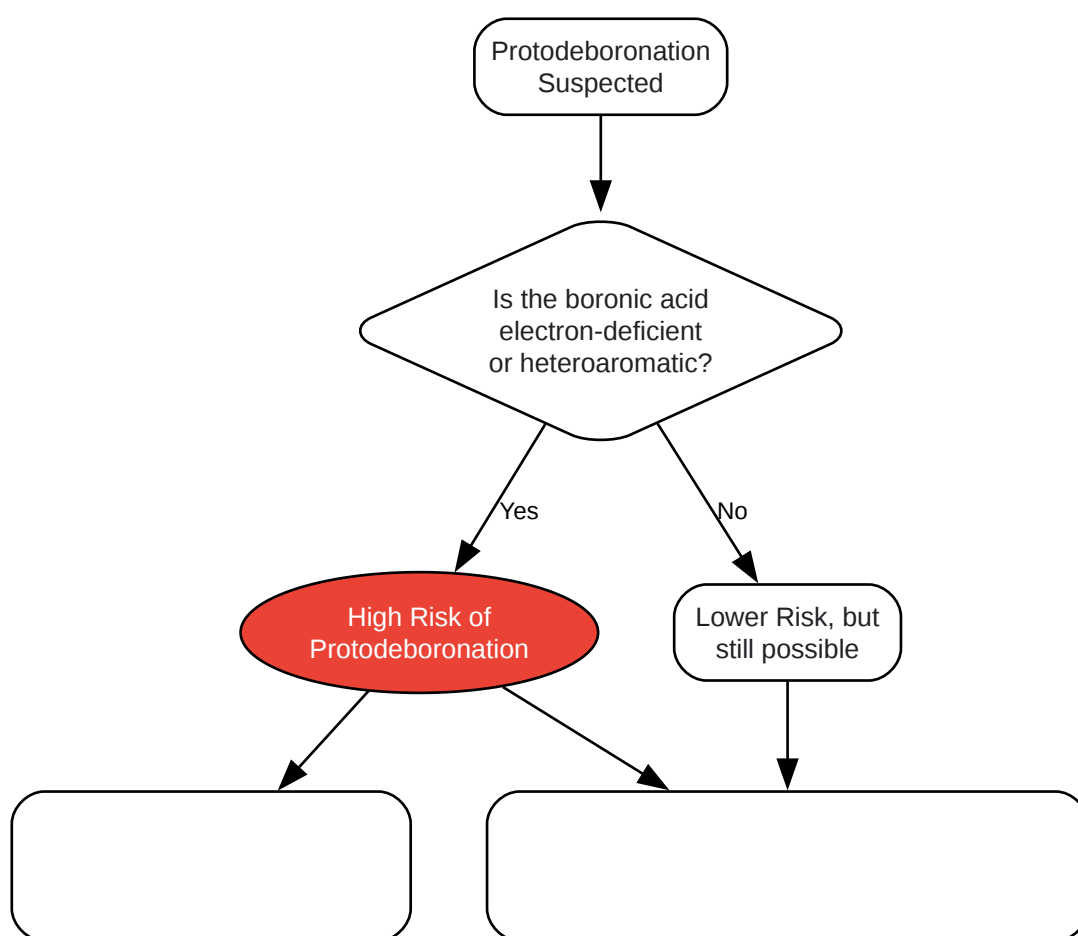 Protodeboronation
Suspected
Is the boronic acid
electron-deficient
or heteroaromatic?
Yes
No
High Risk of
Protodeboronation
Lower Risk, but
still possible